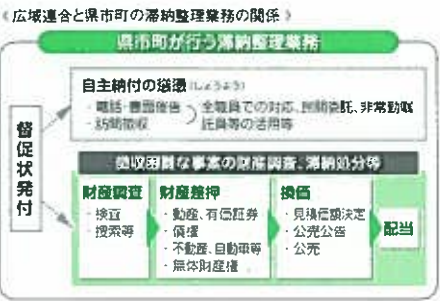 《広域連合と県市町の滞納整理業務の関係》
県市町が行う滞納整理業務
督促状発付
自主納付の慫慂(しょうよう)
・電話・書面催告
・訪問徴収
全職員での対応、民間委託、非常勤嘱
託員等の活用等
徴収困難な事案の財産調査、滞納処分等
財産調査
・検査
・捜索等
財産差押
・動産、有価証券
・債権
・不動産、自動車等
・無体財産権
換価
・見積価額決定
・公売公告
・公売
配当